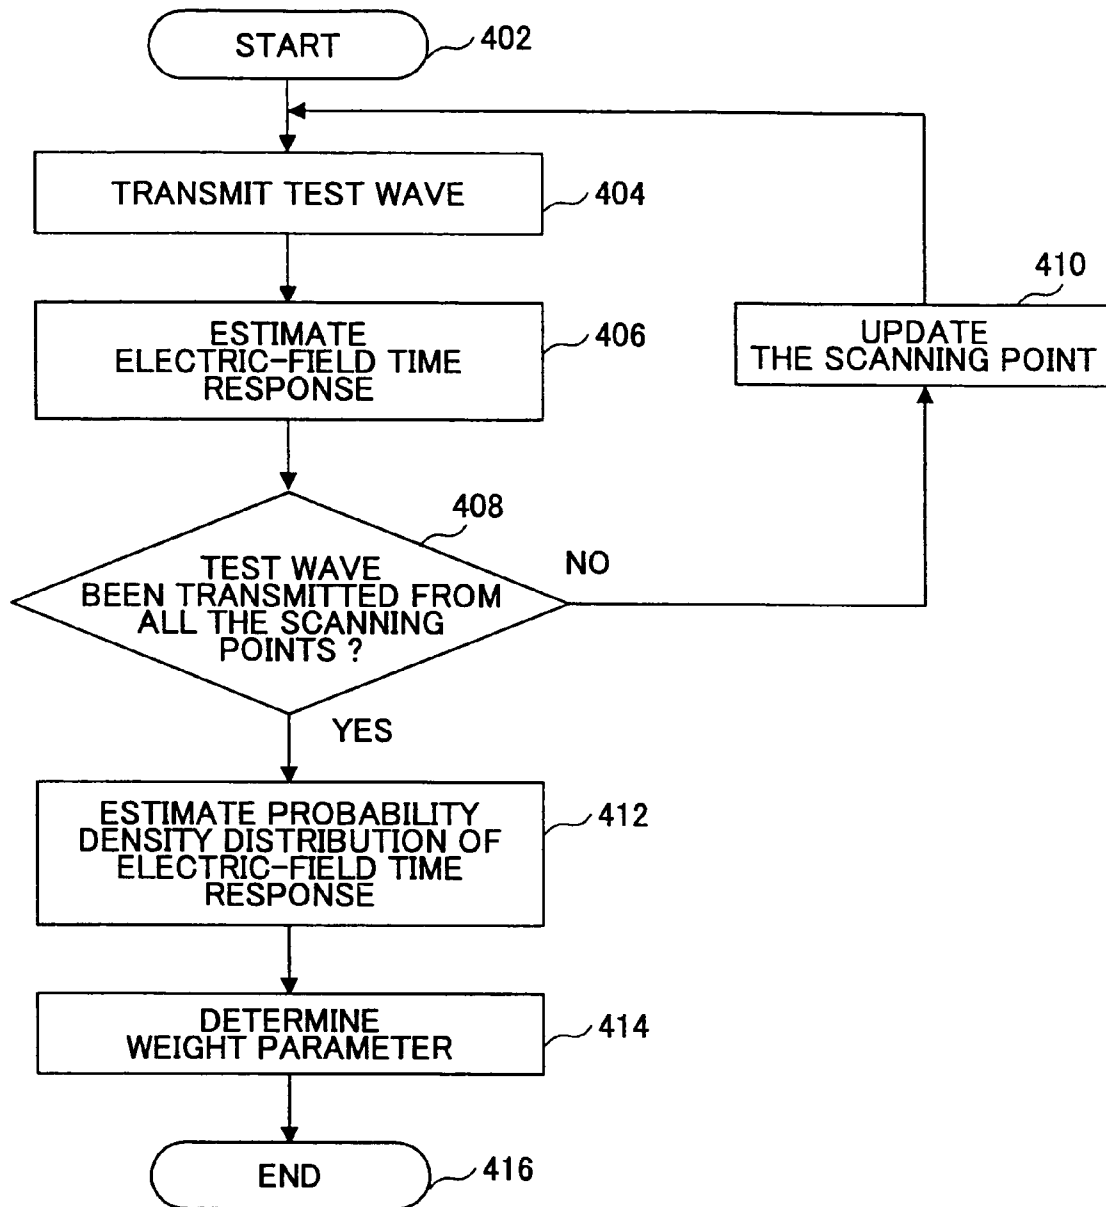 START
402
TRANSMIT TEST WAVE
404
ESTIMATE
ELECTRIC-FIELD TIME
RESPONSE
406
410
UPDATE
THE SCANNING POINT
408
TEST WAVE
BEEN TRANSMITTED FROM
ALL THE SCANNING
POINTS ?
NO
YES
ESTIMATE PROBABILITY
DENSITY DISTRIBUTION OF
ELECTRIC-FIELD TIME
RESPONSE
412
DETERMINE
WEIGHT PARAMETER
414
END
416